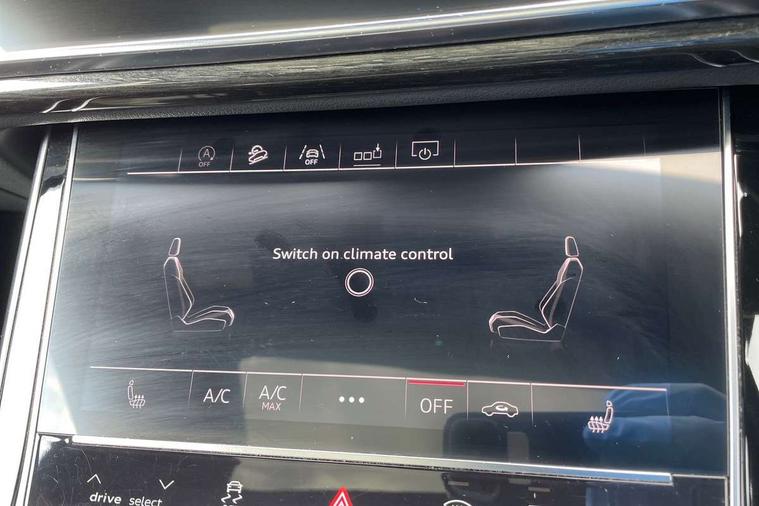 A
OFF
OFF
Switch on climate control
A/C
A/C
MAX
OFF
drive select